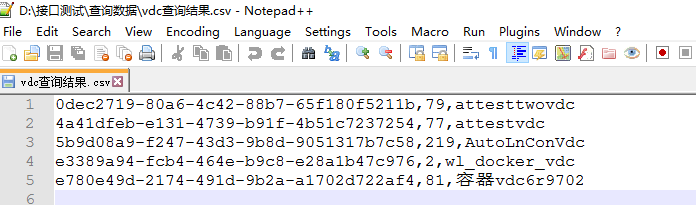 D:\接口测试\查询数据\vdc查询结果.csv - Notepad++
File Edit Search View Encoding Language Settings Tools Macro Run Plugins Window ?
vdc查询结果.csv
1 0dec2719-80a6-4c42-88b7-65f180f5211b,79,attesttwovdc
2 4a41dfeb-e131-4739-b91f-4b51c7237254,77,attestvdc
3 5b9d08a9-f247-43d3-9b8d-9051317b7c58,219,AutoLnConVdc
4 e3389a94-fcb4-464e-b9c8-e28a1b47c976,2,wl_docker_vdc
5 e780e49d-2174-491d-9b2a-a1702d722af4,81,容器vdc6r9702
6